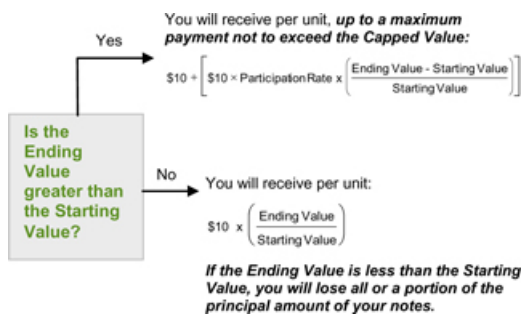 You will receive per unit, up to a maximum
payment not to exceed the Capped Value:
Yes
$10 + [ $10 × Participation Rate x ( Ending Value - Starting Value / Starting Value ) ]
Is the
Ending
Value
greater than
the Starting
Value?
No
You will receive per unit:
$10 x ( Ending Value / Starting Value )
If the Ending Value is less than the Starting
Value, you will lose all or a portion of the
principal amount of your notes.